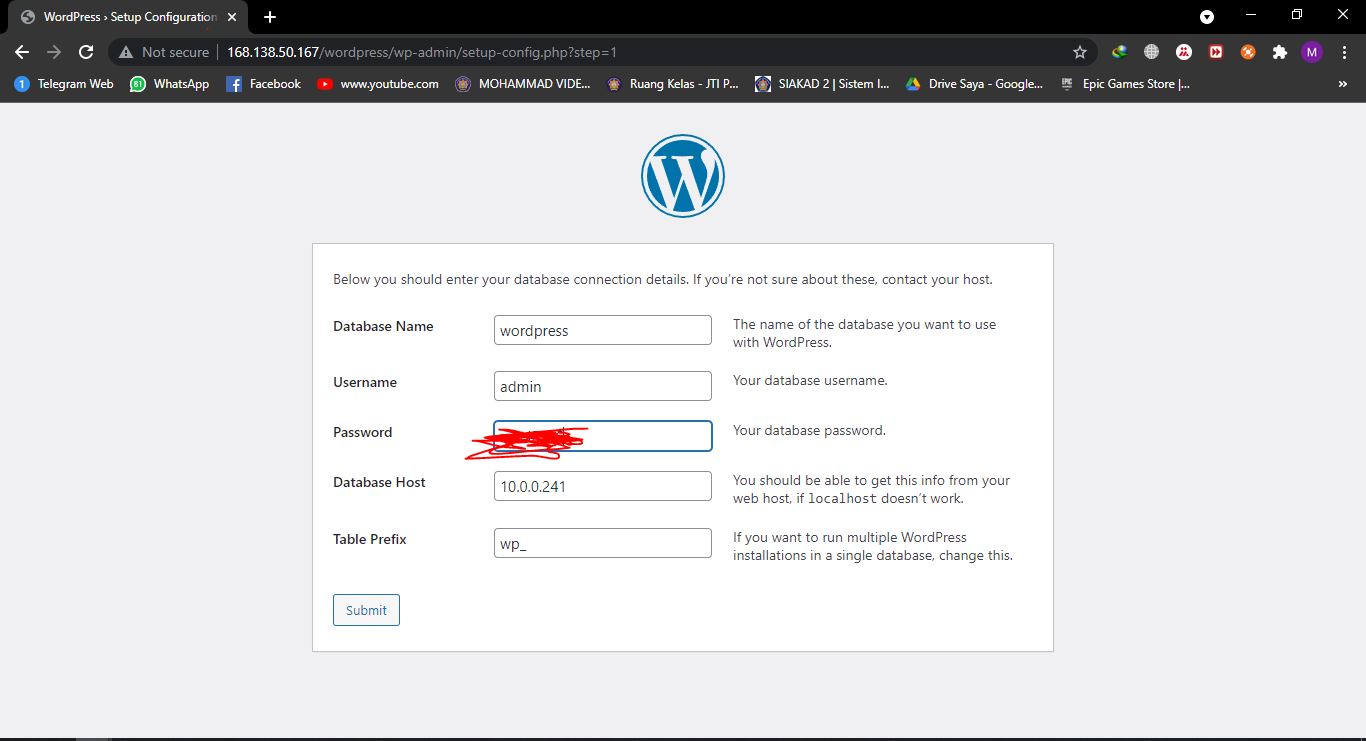 WordPress › Setup Configuration
Not secure
168.138.50.167/wordpress/wp-admin/setup-config.php?step=1
M
1 Telegram Web
WhatsApp
Facebook
www.youtube.com
MOHAMMAD VIDE...
Ruang Kelas - JTI P...
SIAKAD 2 | Sistem I...
Drive Saya - Google...
EPIC Epic Games Store |...
»
Below you should enter your database connection details. If you’re not sure about these, contact your host.
Database Name
wordpress
The name of the database you want to use
with WordPress.
Username
admin
Your database username.
Password
Your database password.
Database Host
10.0.0.241
You should be able to get this info from your
web host, if localhost doesn’t work.
Table Prefix
wp_
If you want to run multiple WordPress
installations in a single database, change this.
Submit